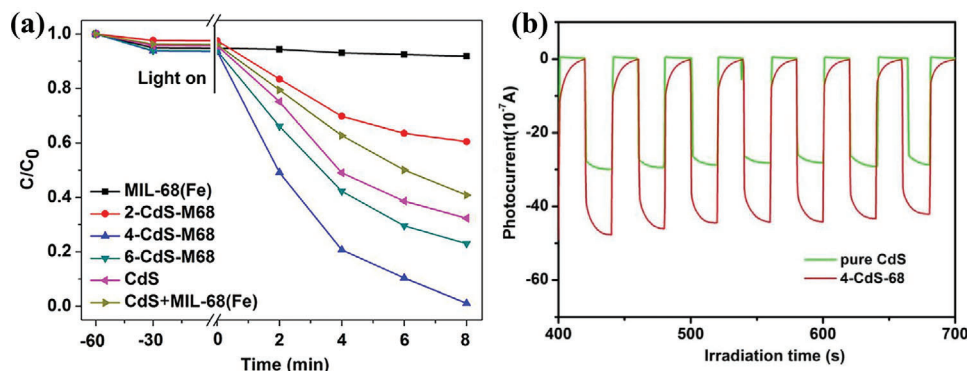 (a)
1.0
0.8
0.6
0.4
0.2
0.0
C/C₀
Light on
MIL-68(Fe)
2-CdS-M68
4-CdS-M68
6-CdS-M68
CdS
CdS+MIL-68(Fe)
-60 -30 0 2 4 6 8
Time (min)
(b)
0
-20
-40
-60
Photocurrent(10⁻⁷A)
pure CdS
4-CdS-68
400 500 600 700
Irradiation time (s)